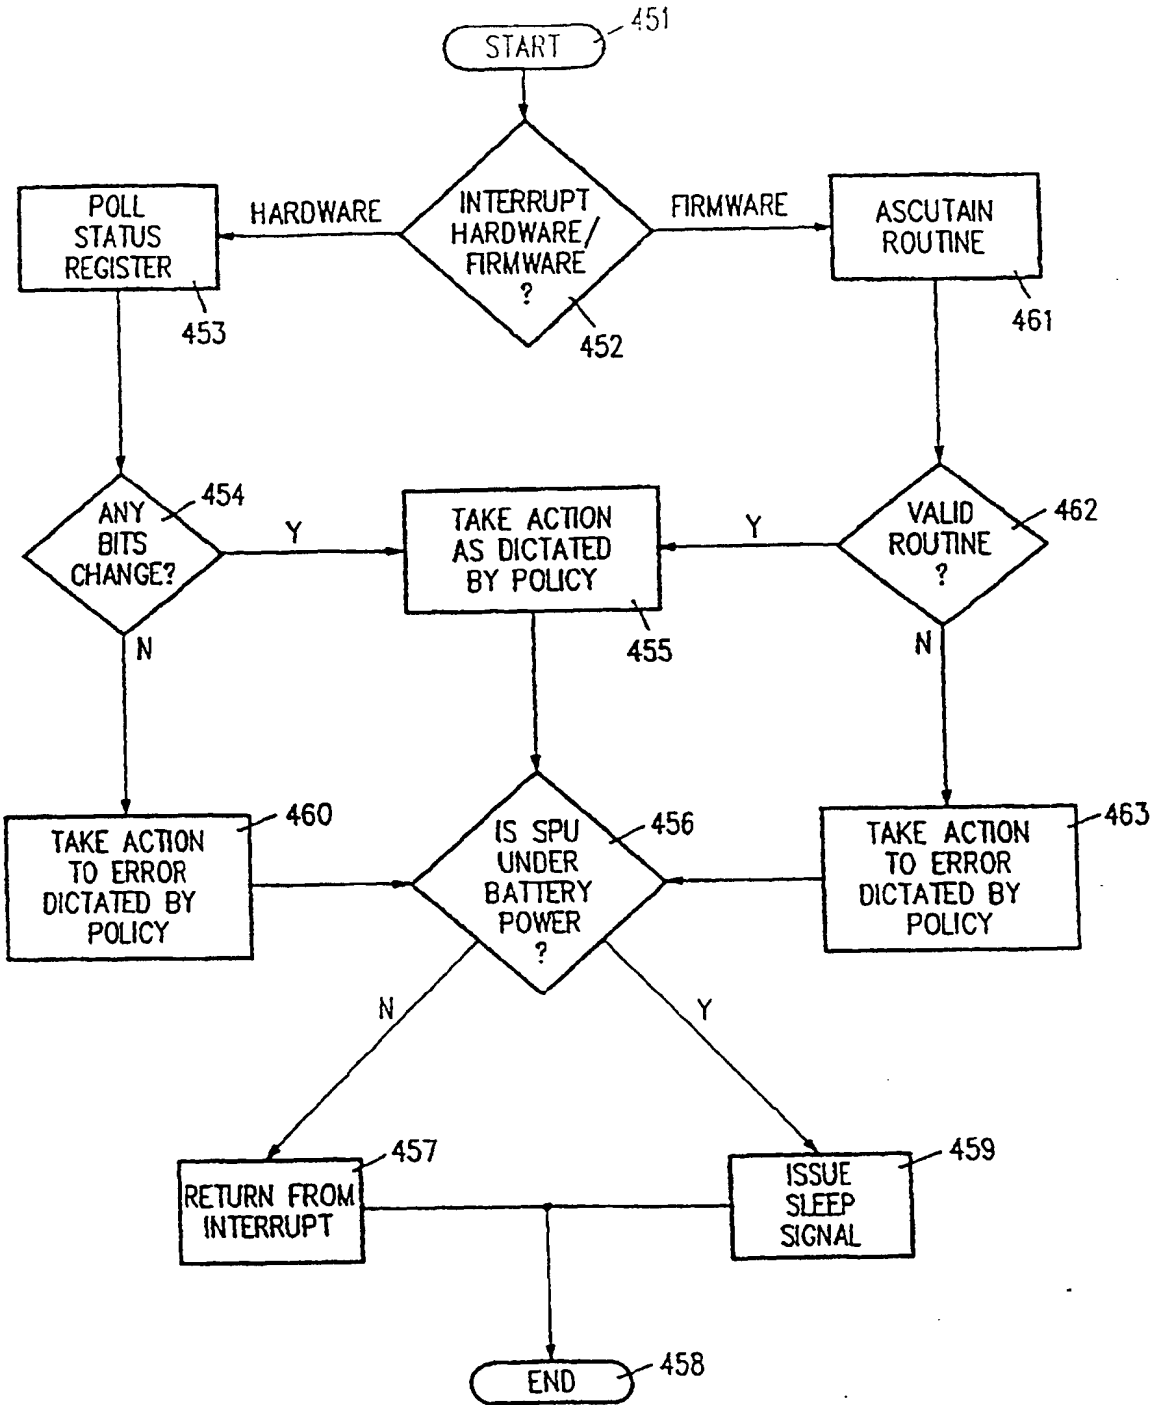 451
START
POLL
STATUS
REGISTER
453
HARDWARE
INTERRUPT
HARDWARE/
FIRMWARE
?
452
FIRMWARE
ASCUTAIN
ROUTINE
461
ANY
BITS
CHANGE?
454
Y
N
TAKE ACTION
AS DICTATED
BY POLICY
455
Y
VALID
ROUTINE
?
462
N
TAKE ACTION
TO ERROR
DICTATED BY
POLICY
460
IS SPU
UNDER
BATTERY
POWER
?
456
TAKE ACTION
TO ERROR
DICTATED BY
POLICY
463
N
Y
RETURN FROM
INTERRUPT
457
ISSUE
SLEEP
SIGNAL
459
END
458